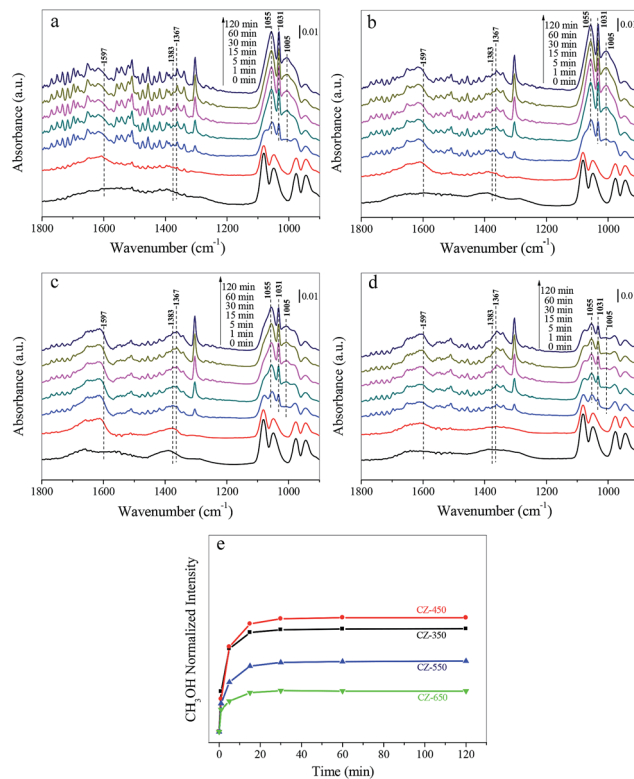 a
1597
1383
1367
120 min
60 min
30 min
15 min
5 min
1 min
0 min
1055
1031
1005
0.01
Absorbance (a.u.)
1800 1600 1400 1200 1000
Wavenumber (cm-1)
b
1597
1383
1367
120 min
60 min
30 min
15 min
5 min
1 min
0 min
1055
1031
1005
Absorbance (a.u.)
1800 1600 1400 1200 1000
Wavenumber (cm-1)
c
1597
1383
1367
120 min
60 min
30 min
15 min
5 min
1 min
0 min
1055
1031
1005
0.01
Absorbance (a.u.)
1800 1600 1400 1200 1000
Wavenumber (cm-1)
d
1597
1383
1367
120 min
60 min
30 min
15 min
5 min
1 min
0 min
1055
1031
1005
Absorbance (a.u.)
1800 1600 1400 1200 1000
Wavenumber (cm-1)
e
CZ-450
CZ-350
CZ-550
CZ-650
CH3OH Normalized Intensity
0 20 40 60 80 100 120
Time (min)